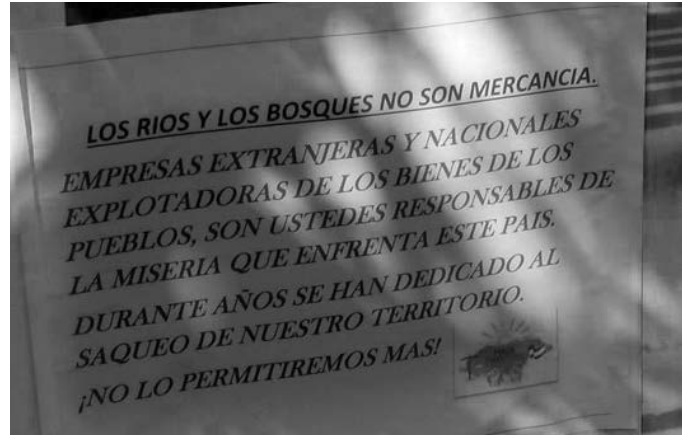 LOS RIOS Y LOS BOSQUES NO SON MERCANCIA.
EMPRESAS EXTRANJERAS Y NACIONALES
EXPLOTADORAS DE LOS BIENES DE LOS
PUEBLOS, SON USTEDES RESPONSABLES DE
LA MISERIA QUE ENFRENTA ESTE PAIS.
DURANTE AÑOS SE HAN DEDICADO AL
SAQUEO DE NUESTRO TERRITORIO.
¡NO LO PERMITIREMOS MAS!